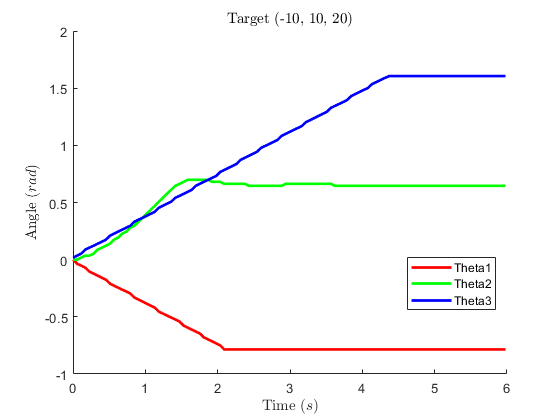 Target (-10, 10, 20)
2
1.5
1
0.5
0
-0.5
-1
Angle (rad)
Theta1
Theta2
Theta3
0 1 2 3 4 5 6
Time (s)